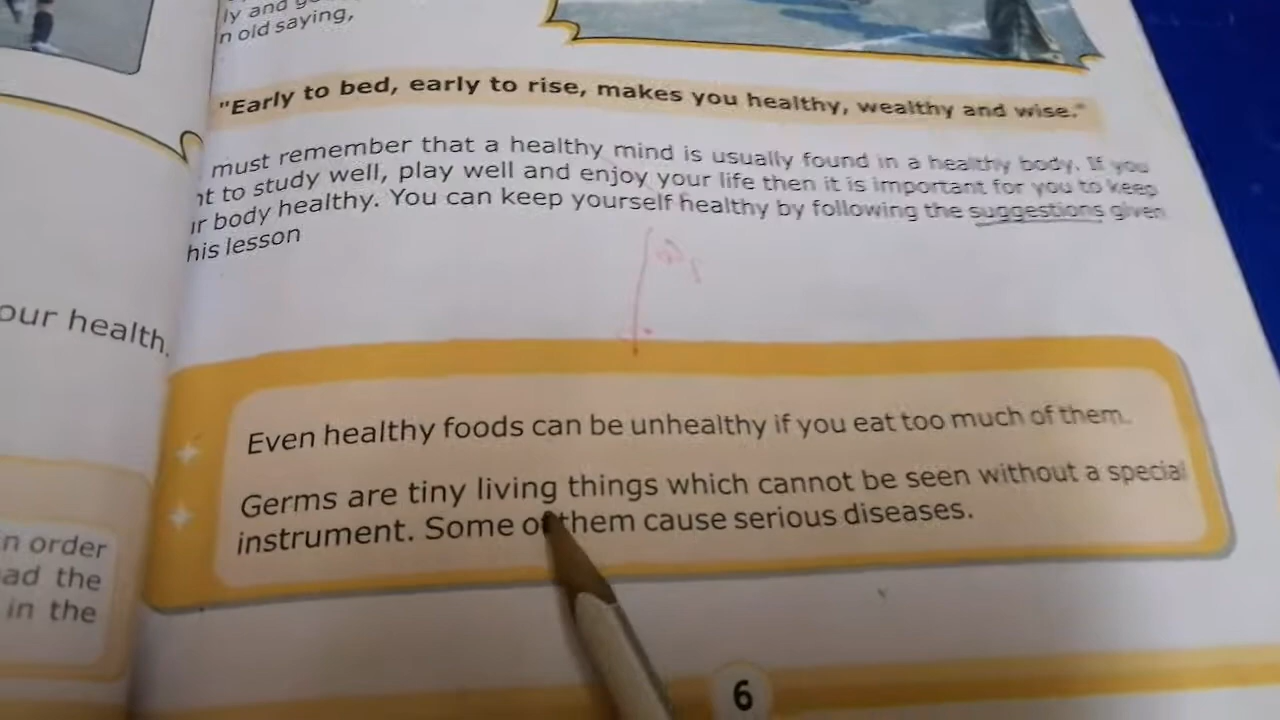 ly and
n old saying,
"Early to bed, early to rise, makes you healthy, wealthy and wise."
must remember that a healthy mind is usually found in a healthy body. If you
nt to study well, play well and enjoy your life then it is important for you to keep
ur body healthy. You can keep yourself healthy by following the suggestions given
his lesson
our health.
Even healthy foods can be unhealthy if you eat too much of them.
Germs are tiny living things which cannot be seen without a special
instrument. Some of them cause serious diseases.
n order
ad the
in the
6